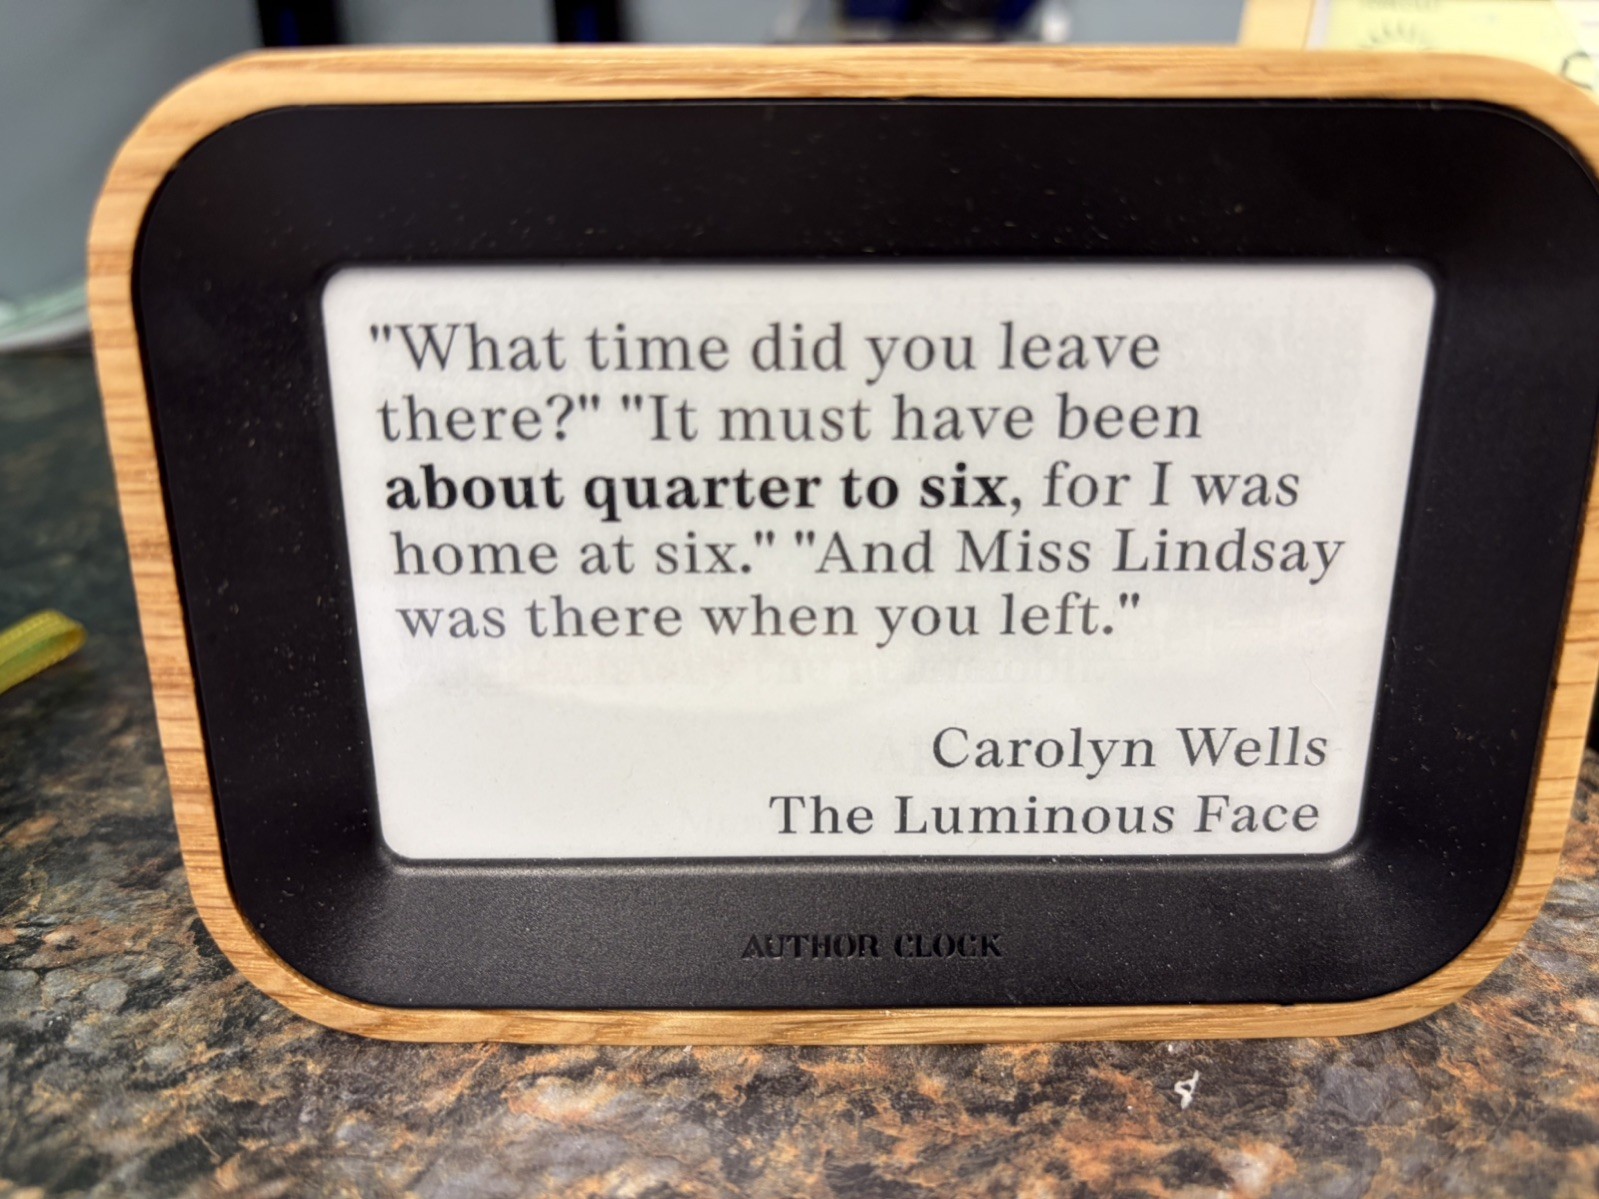 "What time did you leave
there?" "It must have been
about quarter to six, for I was
home at six." "And Miss Lindsay
was there when you left."
Carolyn Wells
The Luminous Face
AUTHOR CLOCK